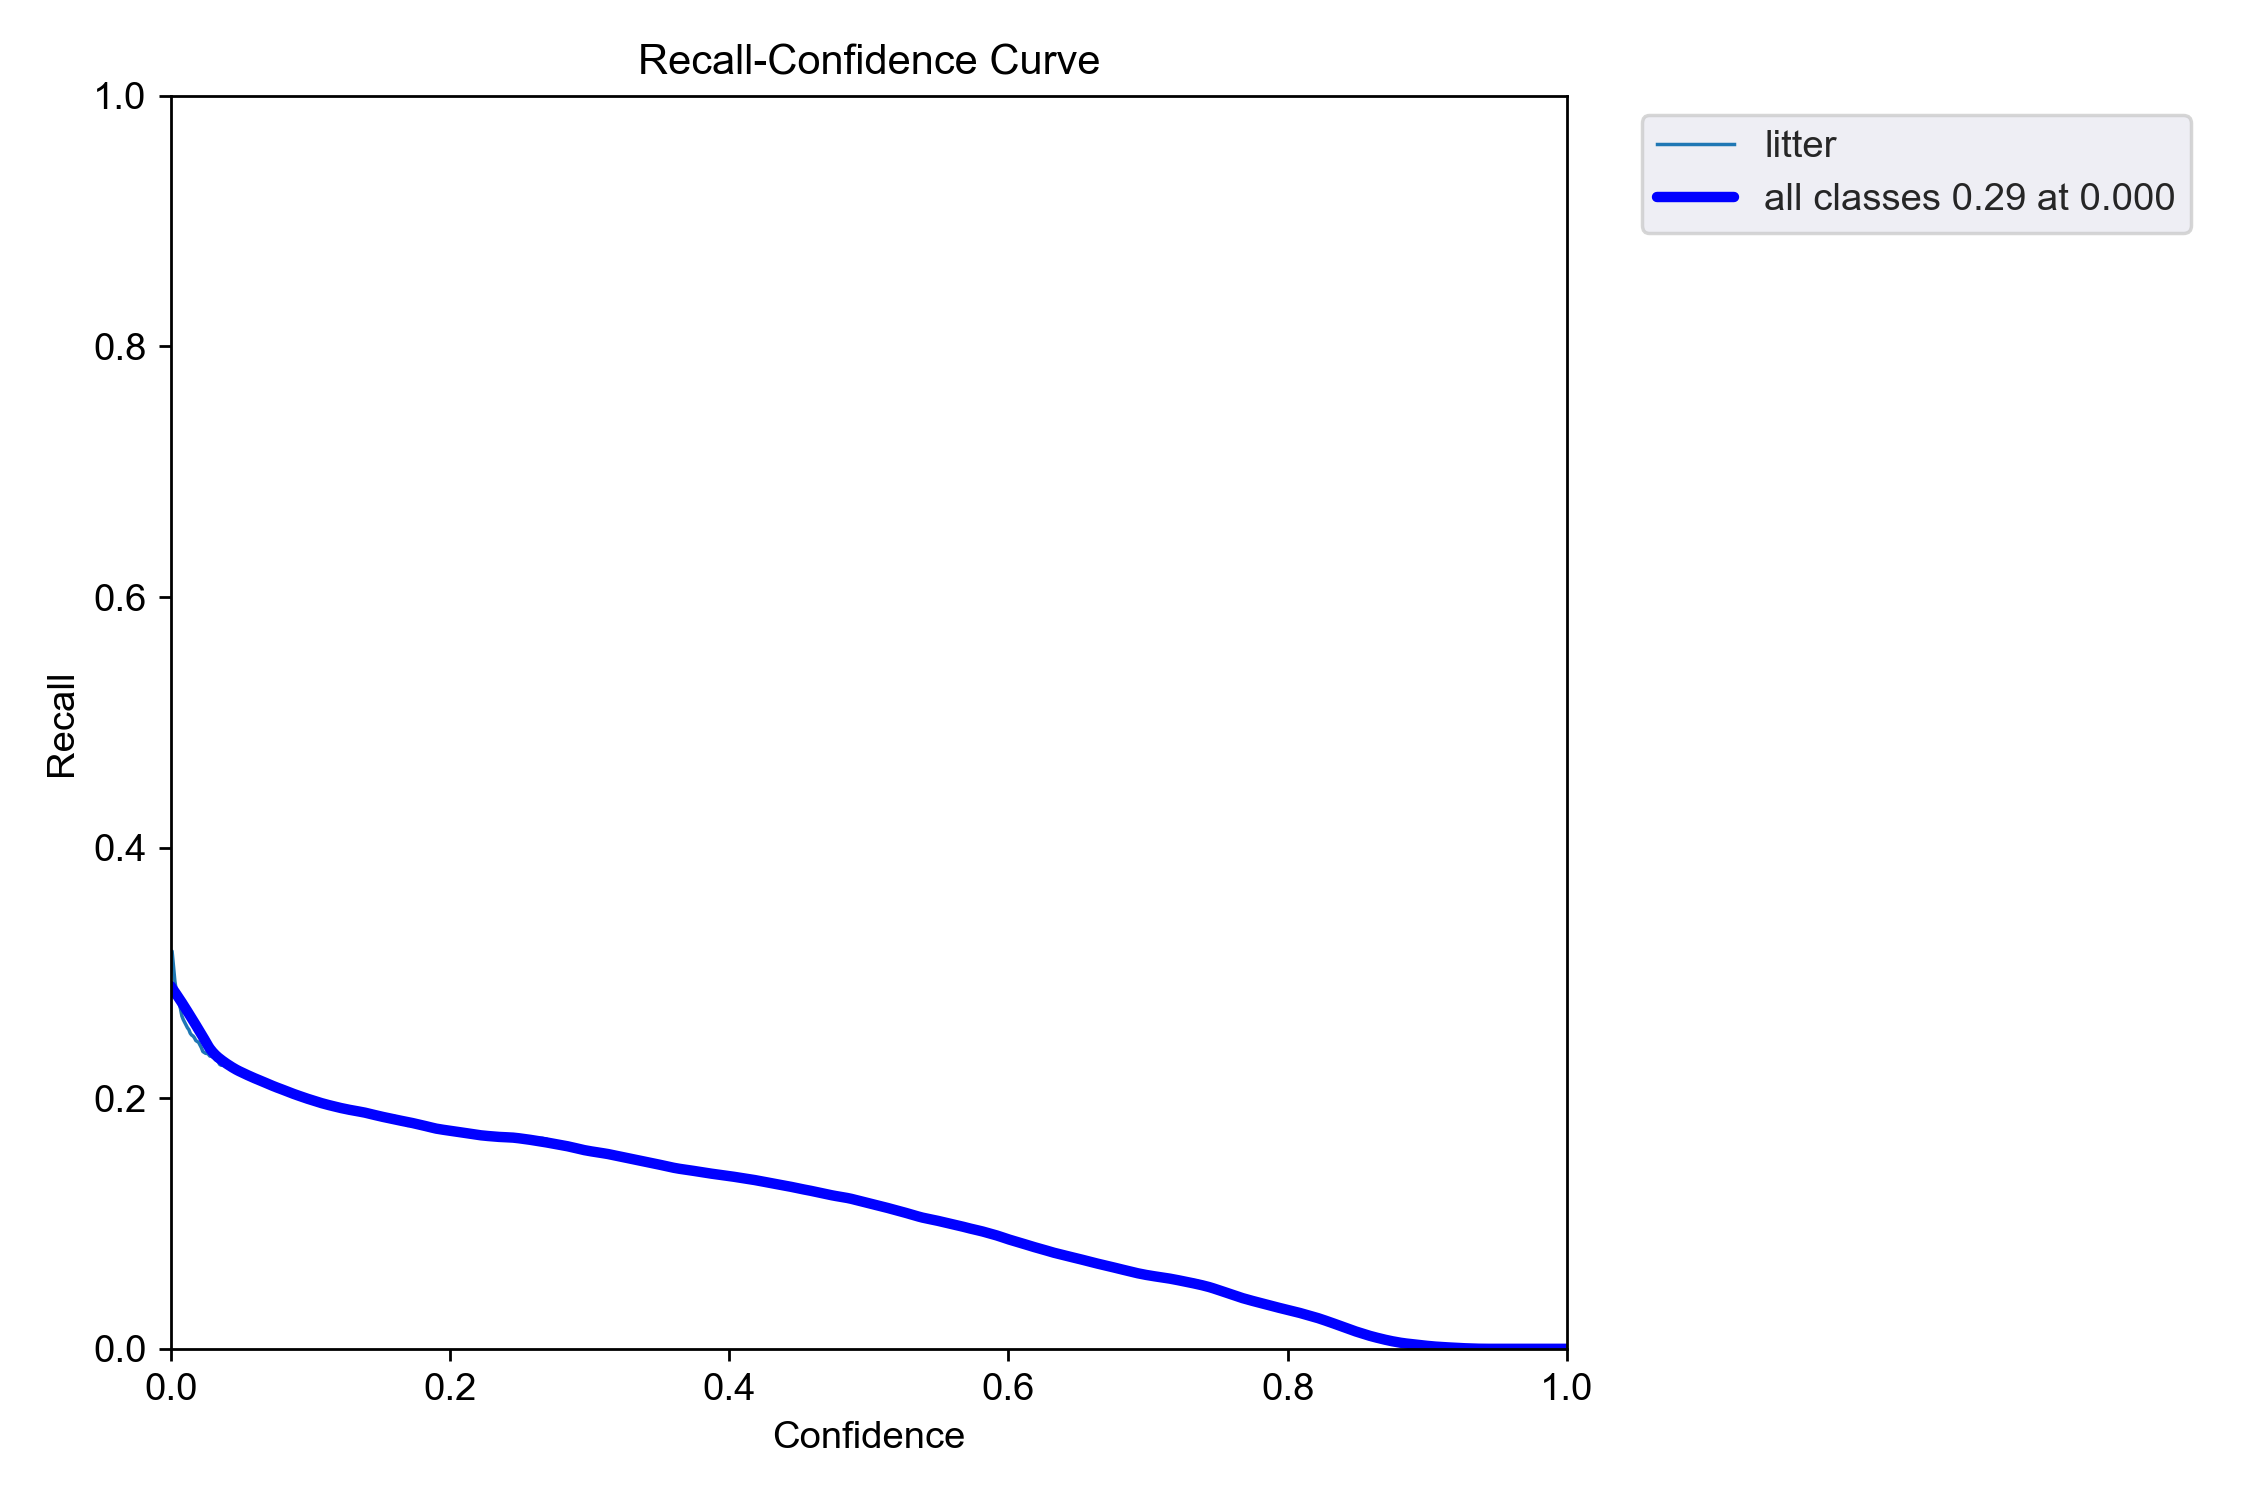 Recall-Confidence Curve
1.0
0.8
0.6
0.4
0.2
0.0
Recall
0.0 0.2 0.4 0.6 0.8 1.0
Confidence
litter
all classes 0.29 at 0.000